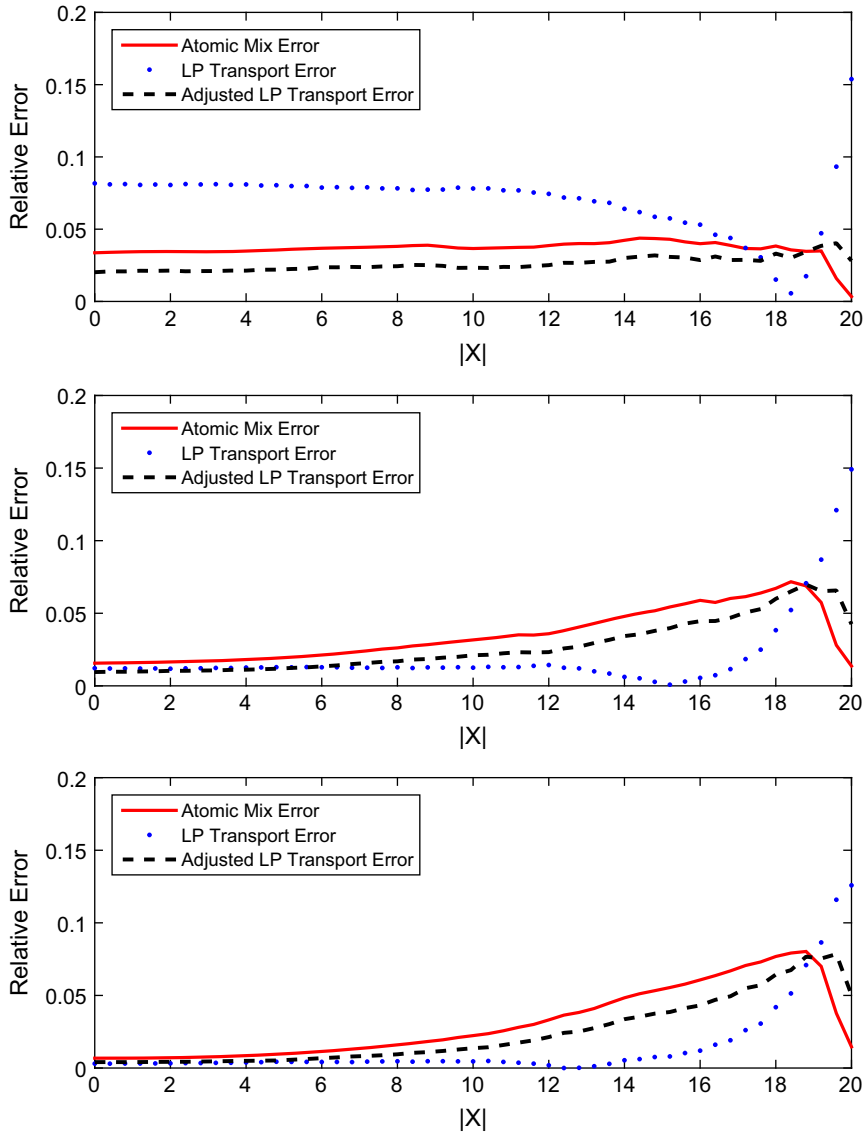 0.2
Atomic Mix Error
LP Transport Error
Adjusted LP Transport Error
0.15
0.1
0.05
0
Relative Error
0 2 4 6 8 10 12 14 16 18 20
|X|
0.2
Atomic Mix Error
LP Transport Error
Adjusted LP Transport Error
0.15
0.1
0.05
0
Relative Error
0 2 4 6 8 10 12 14 16 18 20
|X|
0.2
Atomic Mix Error
LP Transport Error
Adjusted LP Transport Error
0.15
0.1
0.05
0
Relative Error
0 2 4 6 8 10 12 14 16 18 20
|X|